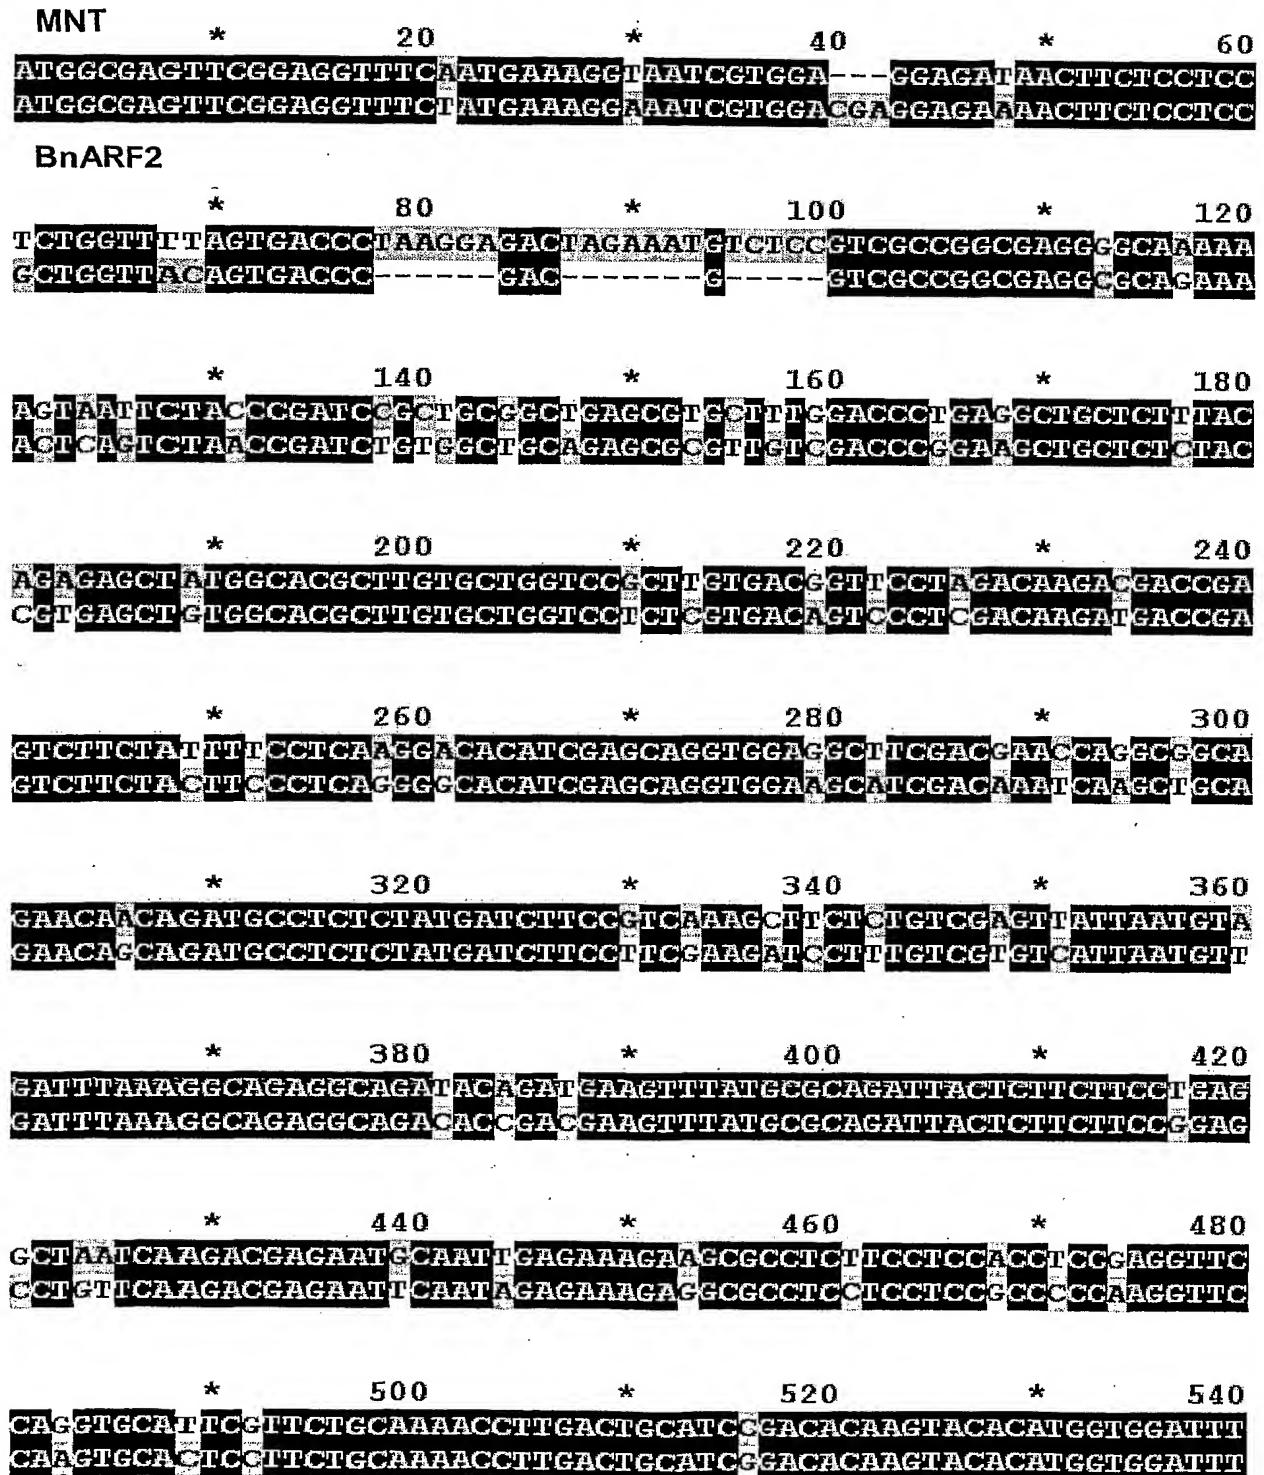 MNT
* 20 * 40 * 60
ATGGCGAGTTCGGAGGTTTCAATGAAAGGTAATCGTGGA---GGAGATAACTTCTCCTCC
ATGGCGAGTTCGGAGGTTTCTATGAAAGGAAATCGTGGACGAGGAGAAAACTTCTCCTCC
BnARF2
* 80 * 100 * 120
TCTGGTTTTAGTGACCCTAAGGAGACTAGAAATGTCTCCGTCGCCGGCGAGGGGCAAAAA
GCTGGTTACAGTGACCC------GAC-------G-----GTCGCCGGCGAGGCGCAGAAA
* 140 * 160 * 180
AGTAATTCTACCCGATCCGCTGCGGCTGAGCGTGCTTTGGACCCTGAGGCTGCTCTTTAC
ACTCAGTCTAACCGATCTGTGGCTGCAGAGCGCGTTGTCGACCCGGAAGCTGCTCTCTAC
* 200 * 220 * 240
AGAGAGCTATGGCACGCTTGTGCTGGTCCGCTTGTGACGGTTCCTAGACAAGACGACCGA
CGTGAGCTGTGGCACGCTTGTGCTGGTCCTCTCGTGACAGTCCCTCGACAAGATGACCGA
* 260 * 280 * 300
GTCTTCTATTTTCCTCAAGGACACATCGAGCAGGTGGAGGCTTCGACGAACCAGGCGGCA
GTCTTCTACTTCCCTCAGGGGCACATCGAGCAGGTGGAAGCATCGACAAATCAAGCTGCA
* 320 * 340 * 360
GAACAACAGATGCCTCTCTATGATCTTCCGTCAAAGCTTCTCTGTCGAGTTATTAATGTA
GAACAGCAGATGCCTCTCTATGATCTTCCTTCGAAGATCCTTTGTCGTGTCATTAATGTT
* 380 * 400 * 420
GATTTAAAGGCAGAGGCAGATACAGATGAAGTTTATGCGCAGATTACTCTTCTTCCTGAG
GATTTAAAGGCAGAGGCAGACACCGACGAAGTTTATGCGCAGATTACTCTTCTTCCGGAG
* 440 * 460 * 480
GCTAATCAAGACGAGAATGCAATTGAGAAAGAAGCGCCTCTTCCTCCACCTCCGAGGTTC
CCTGTTCAAGACGAGAATTCAATAGAGAAAGAGGCGCCTCCTCCTCCGCCCCCAAGGTTC
* 500 * 520 * 540
CAGGTGCATTCGTTCTGCAAAACCTTGACTGCATCCGACACAAGTACACATGGTGGATTT
CAAGTGCACTCCTTCTGCAAAACCTTGACTGCATCGGACACAAGTACACATGGTGGATTT